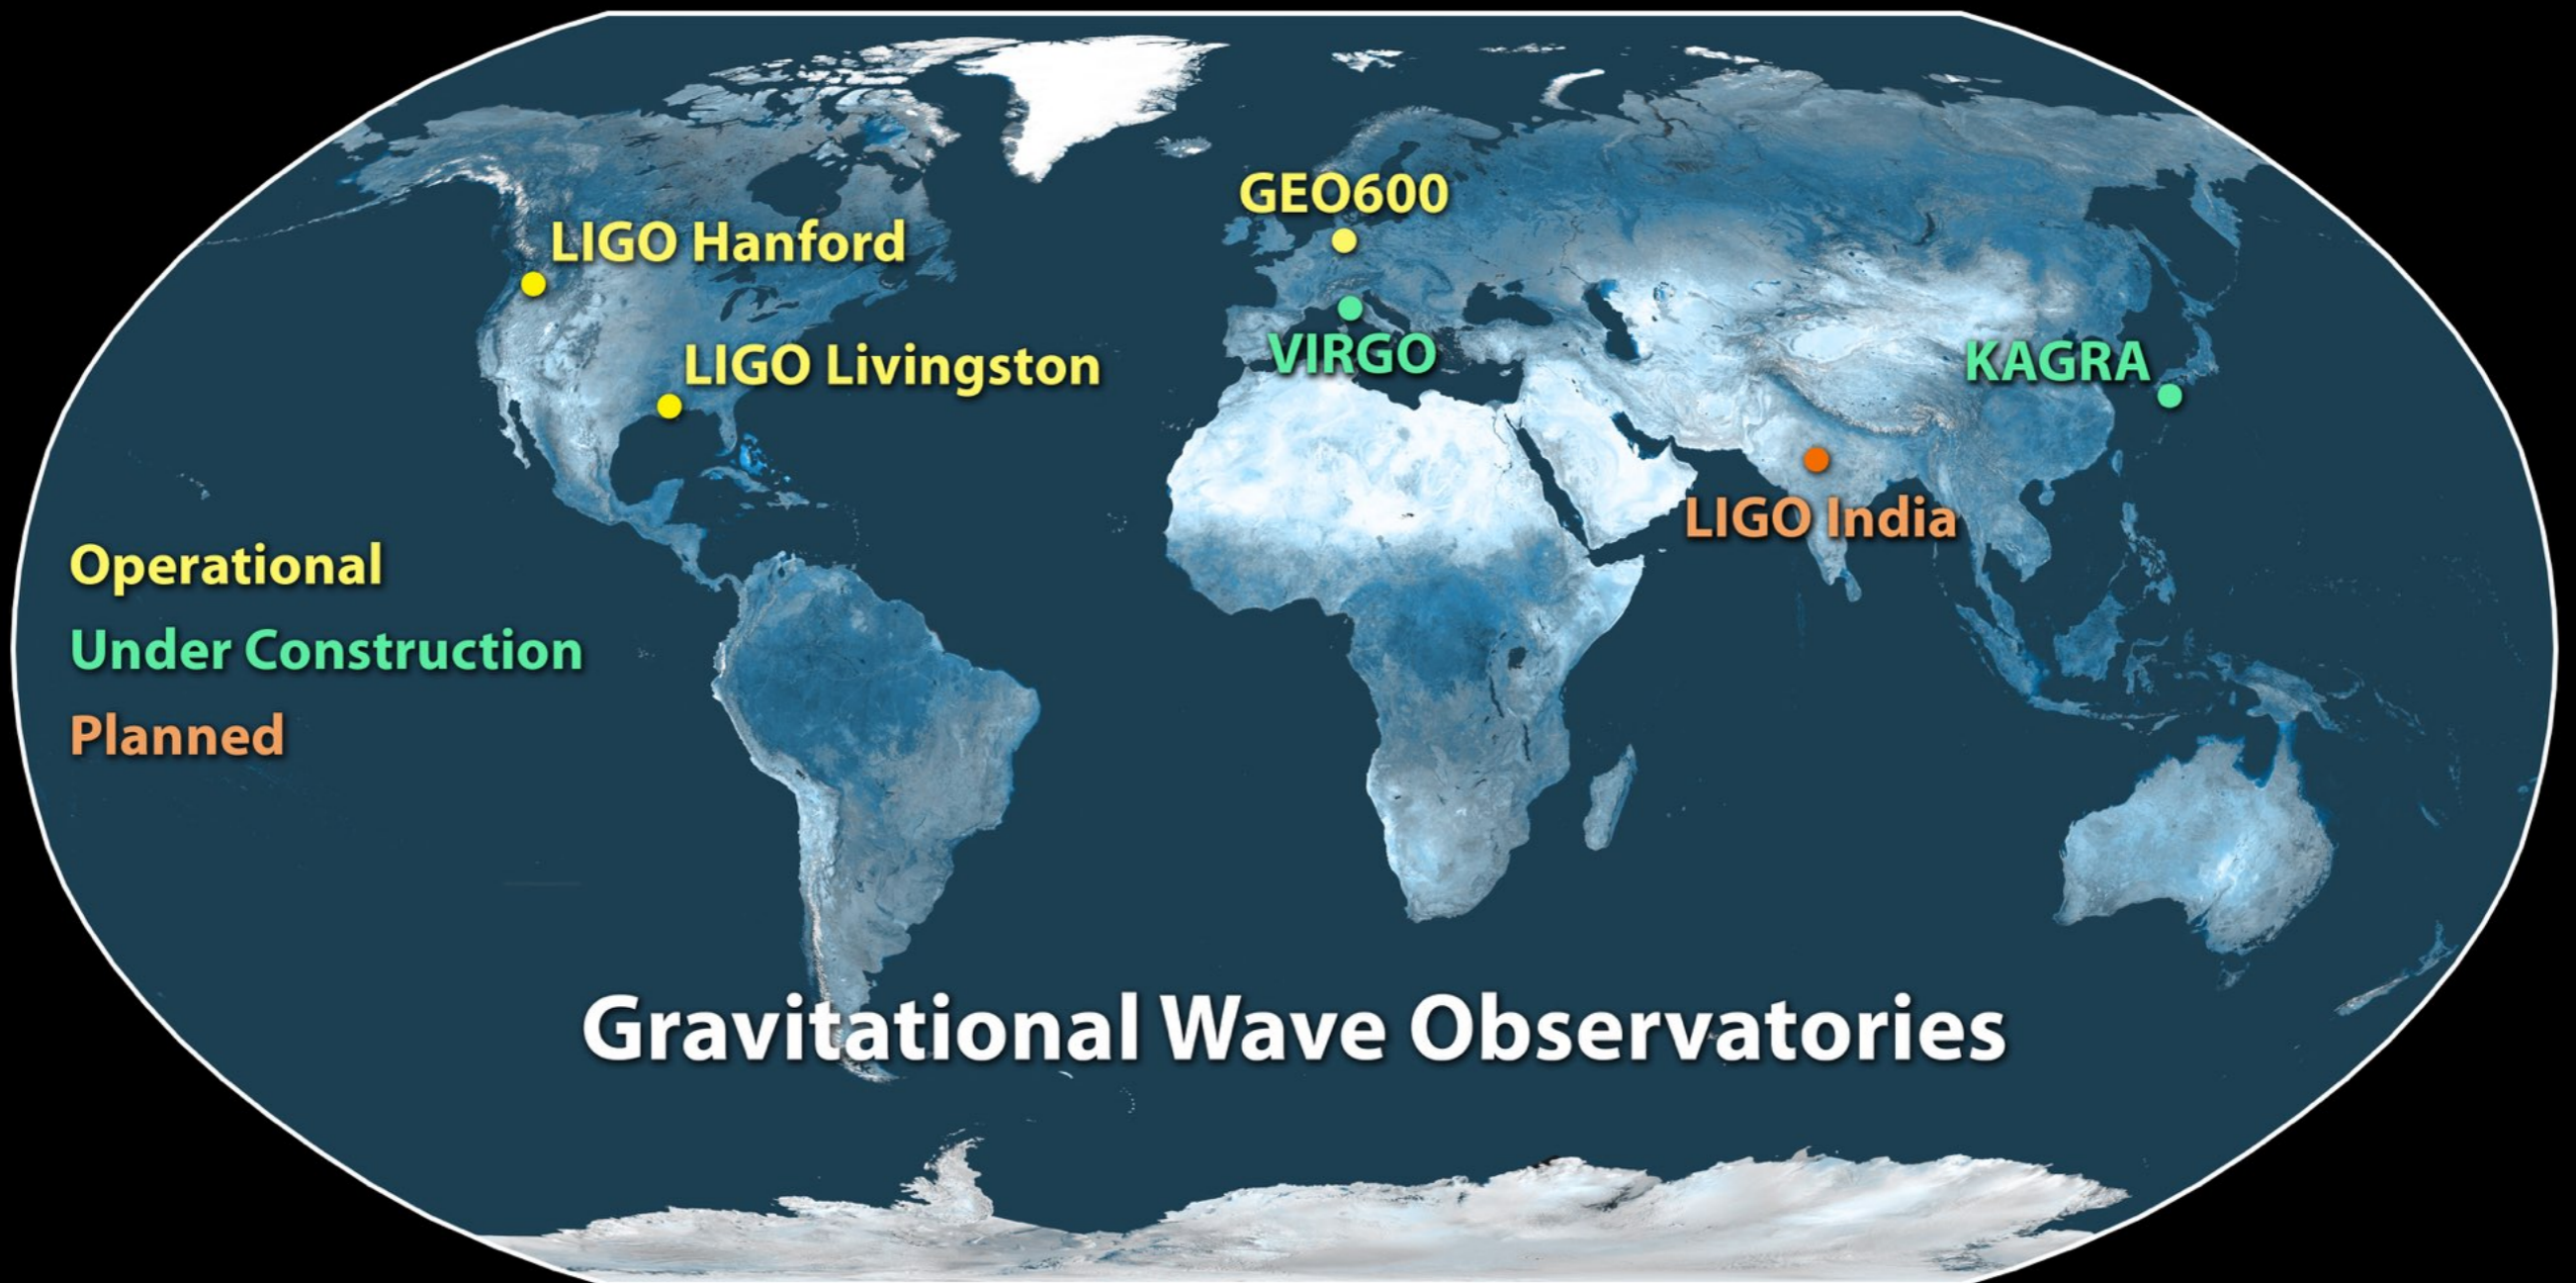 GEO600
LIGO Hanford
LIGO Livingston
VIRGO
KAGRA
LIGO India
Operational
Under Construction
Planned
Gravitational Wave Observatories